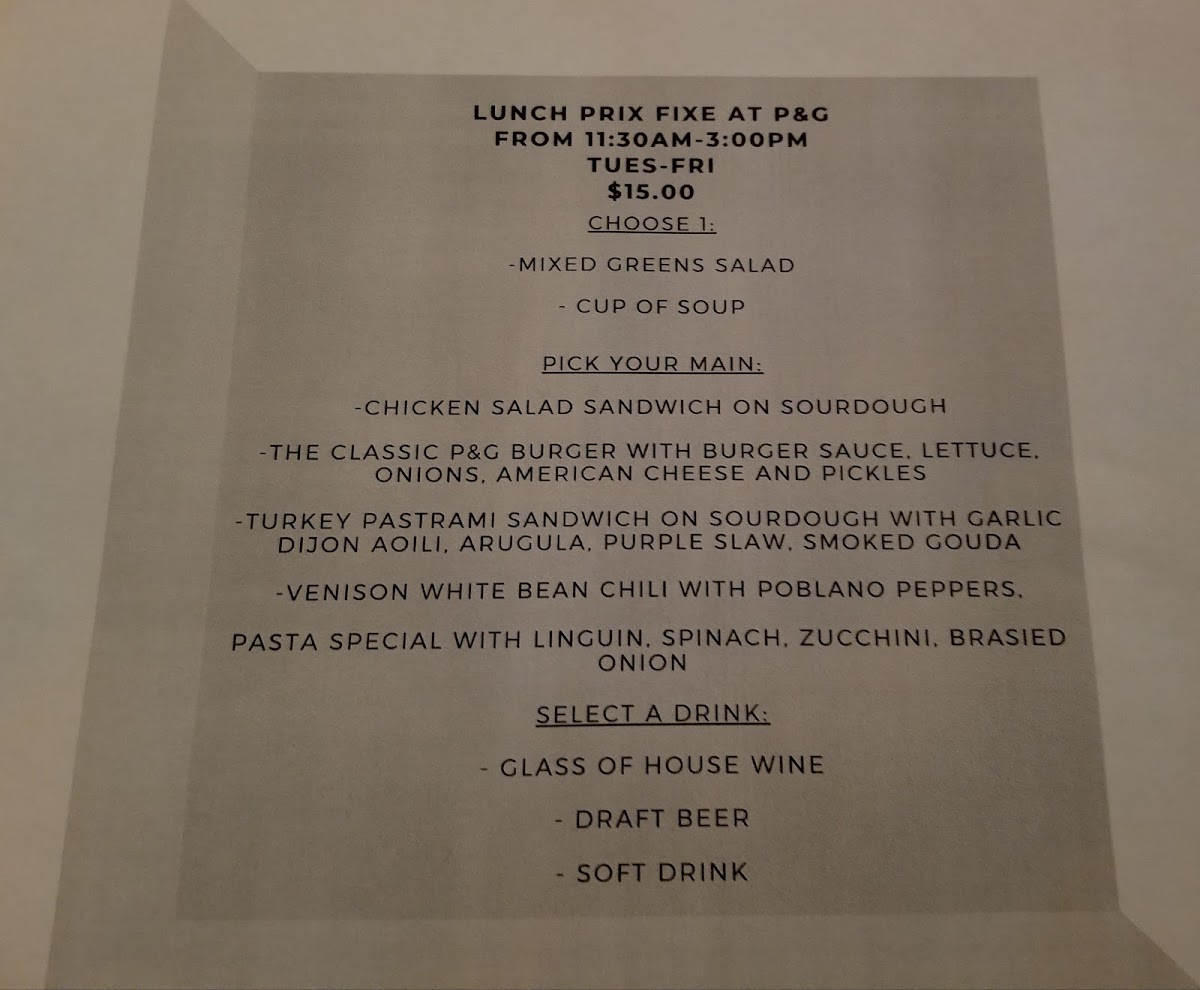 LUNCH PRIX FIXE AT P&G
FROM 11:30AM-3:00PM
TUES-FRI
$15.00
CHOOSE 1:
-MIXED GREENS SALAD
- CUP OF SOUP
PICK YOUR MAIN:
-CHICKEN SALAD SANDWICH ON SOURDOUGH
-THE CLASSIC P&G BURGER WITH BURGER SAUCE, LETTUCE,
ONIONS, AMERICAN CHEESE AND PICKLES
-TURKEY PASTRAMI SANDWICH ON SOURDOUGH WITH GARLIC
DIJON AOILI, ARUGULA, PURPLE SLAW, SMOKED GOUDA
-VENISON WHITE BEAN CHILI WITH POBLANO PEPPERS,
PASTA SPECIAL WITH LINGUIN, SPINACH, ZUCCHINI, BRASIED
ONION
SELECT A DRINK:
- GLASS OF HOUSE WINE
- DRAFT BEER
- SOFT DRINK